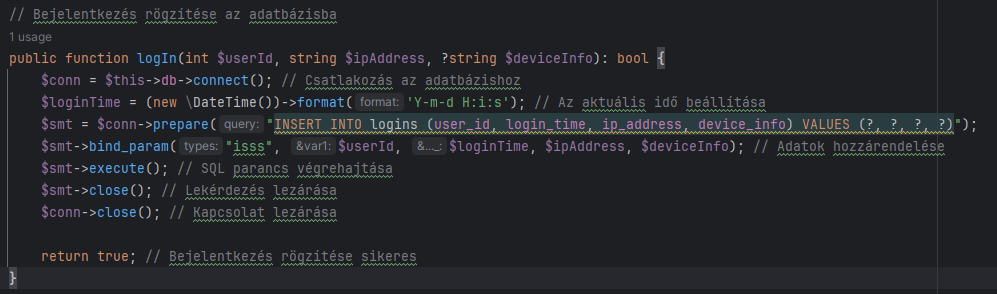 // Bejelentkezés rögzítése az adatbázisba
1 usage
public function logIn(int $userId, string $ipAddress, ?string $deviceInfo): bool {
$conn = $this->db->connect(); // Csatlakozás az adatbázishoz
$loginTime = (new \DateTime())->format( format: 'Y-m-d H:i:s'); // Az aktuális idő beállítása
$smt = $conn->prepare( query: "INSERT INTO logins (user_id, login_time, ip_address, device_info) VALUES (?, ?, ?, ?)");
$smt->bind_param( types: "isss", &var1: $userId, &..._: $loginTime, $ipAddress, $deviceInfo); // Adatok hozzárendelése
$smt->execute(); // SQL parancs végrehajtása
$smt->close(); // Lekérdezés lezárása
$conn->close(); // Kapcsolat lezárása
return true; // Bejelentkezés rögzítése sikeres
}